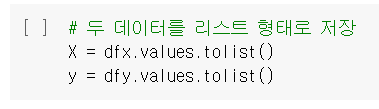 [ ] # 두 데이터를 리스트 형태로 저장
X = dfx.values.tolist()
y = dfy.values.tolist()